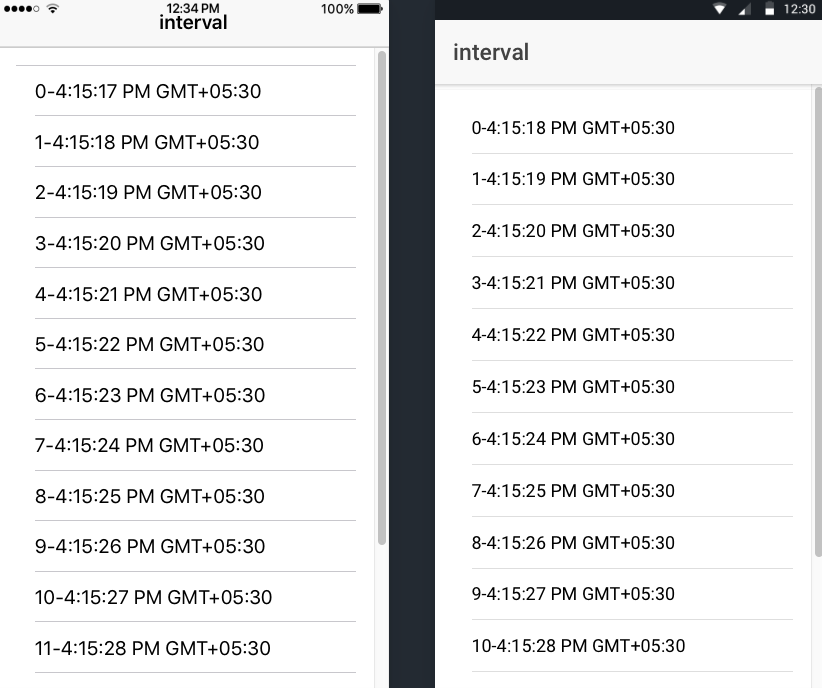 12:34 PM
100%
interval
0-4:15:17 PM GMT+05:30
1-4:15:18 PM GMT+05:30
2-4:15:19 PM GMT+05:30
3-4:15:20 PM GMT+05:30
4-4:15:21 PM GMT+05:30
5-4:15:22 PM GMT+05:30
6-4:15:23 PM GMT+05:30
7-4:15:24 PM GMT+05:30
8-4:15:25 PM GMT+05:30
9-4:15:26 PM GMT+05:30
10-4:15:27 PM GMT+05:30
11-4:15:28 PM GMT+05:30
12:30
interval
0-4:15:18 PM GMT+05:30
1-4:15:19 PM GMT+05:30
2-4:15:20 PM GMT+05:30
3-4:15:21 PM GMT+05:30
4-4:15:22 PM GMT+05:30
5-4:15:23 PM GMT+05:30
6-4:15:24 PM GMT+05:30
7-4:15:25 PM GMT+05:30
8-4:15:26 PM GMT+05:30
9-4:15:27 PM GMT+05:30
10-4:15:28 PM GMT+05:30